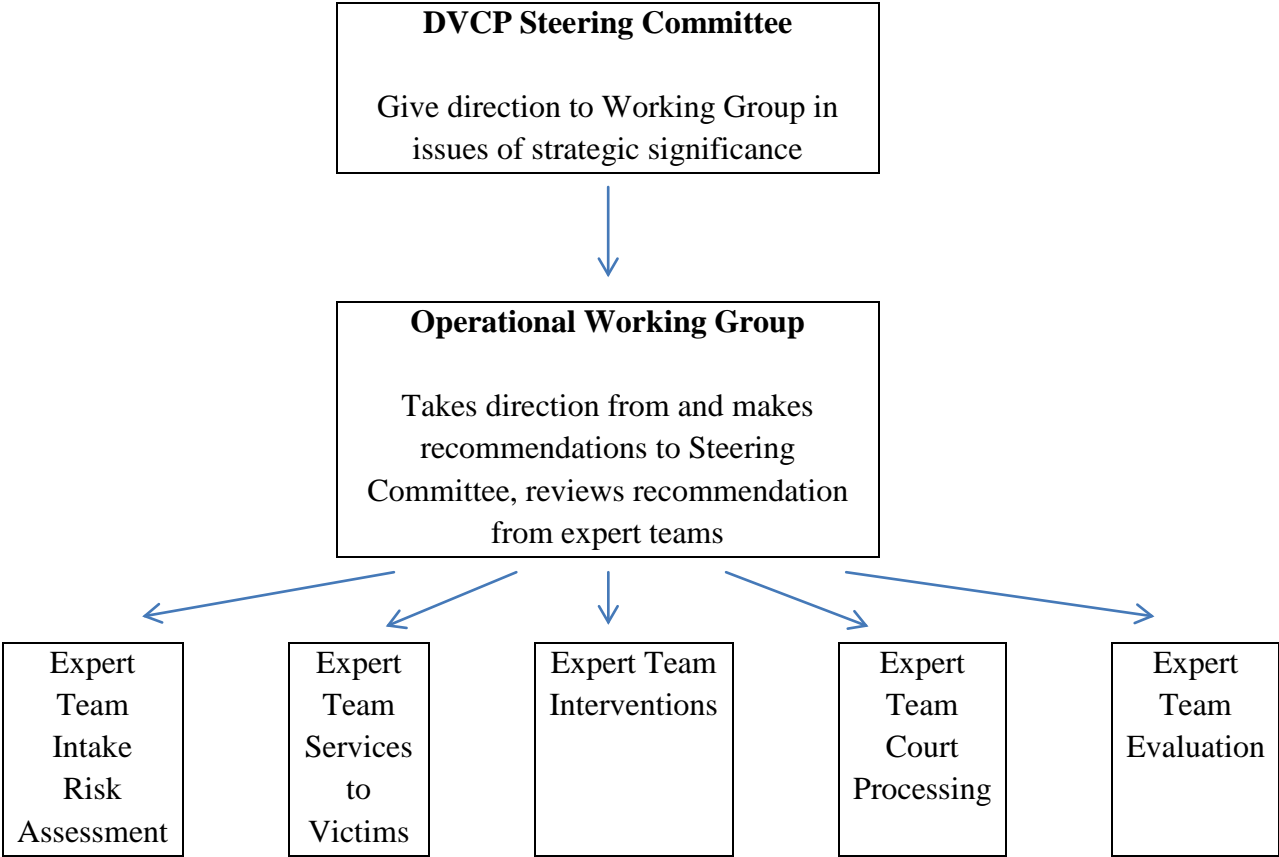 DVCP Steering Committee
Give direction to Working Group in
issues of strategic significance
Operational Working Group
Takes direction from and makes
recommendations to Steering
Committee, reviews recommendation
from expert teams
Expert
Team
Intake
Risk
Assessment
Expert
Team
Services
to
Victims
Expert Team
Interventions
Expert
Team
Court
Processing
Expert
Team
Evaluation